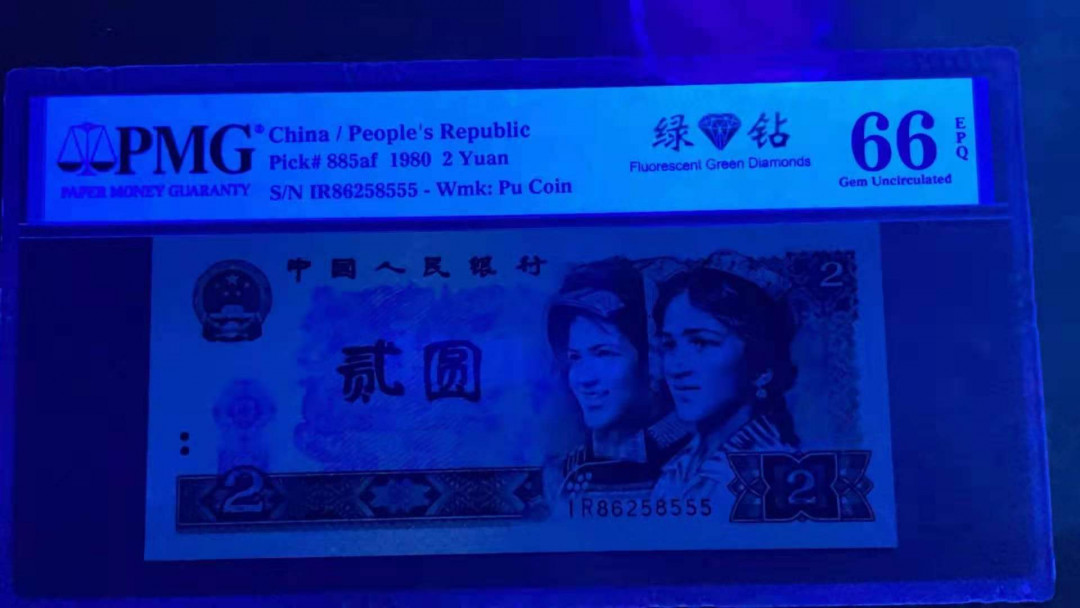 PMG®
PAPER MONEY GUARANTY
China / People's Republic
Pick# 885af 1980 2 Yuan
S/N IR86258555 - Wmk: Pu Coin
绿 钻
Fluorescent Green Diamonds
66
EPQ
Gem Uncirculated
中国人民银行
2
贰圆
2
IR86258555
2